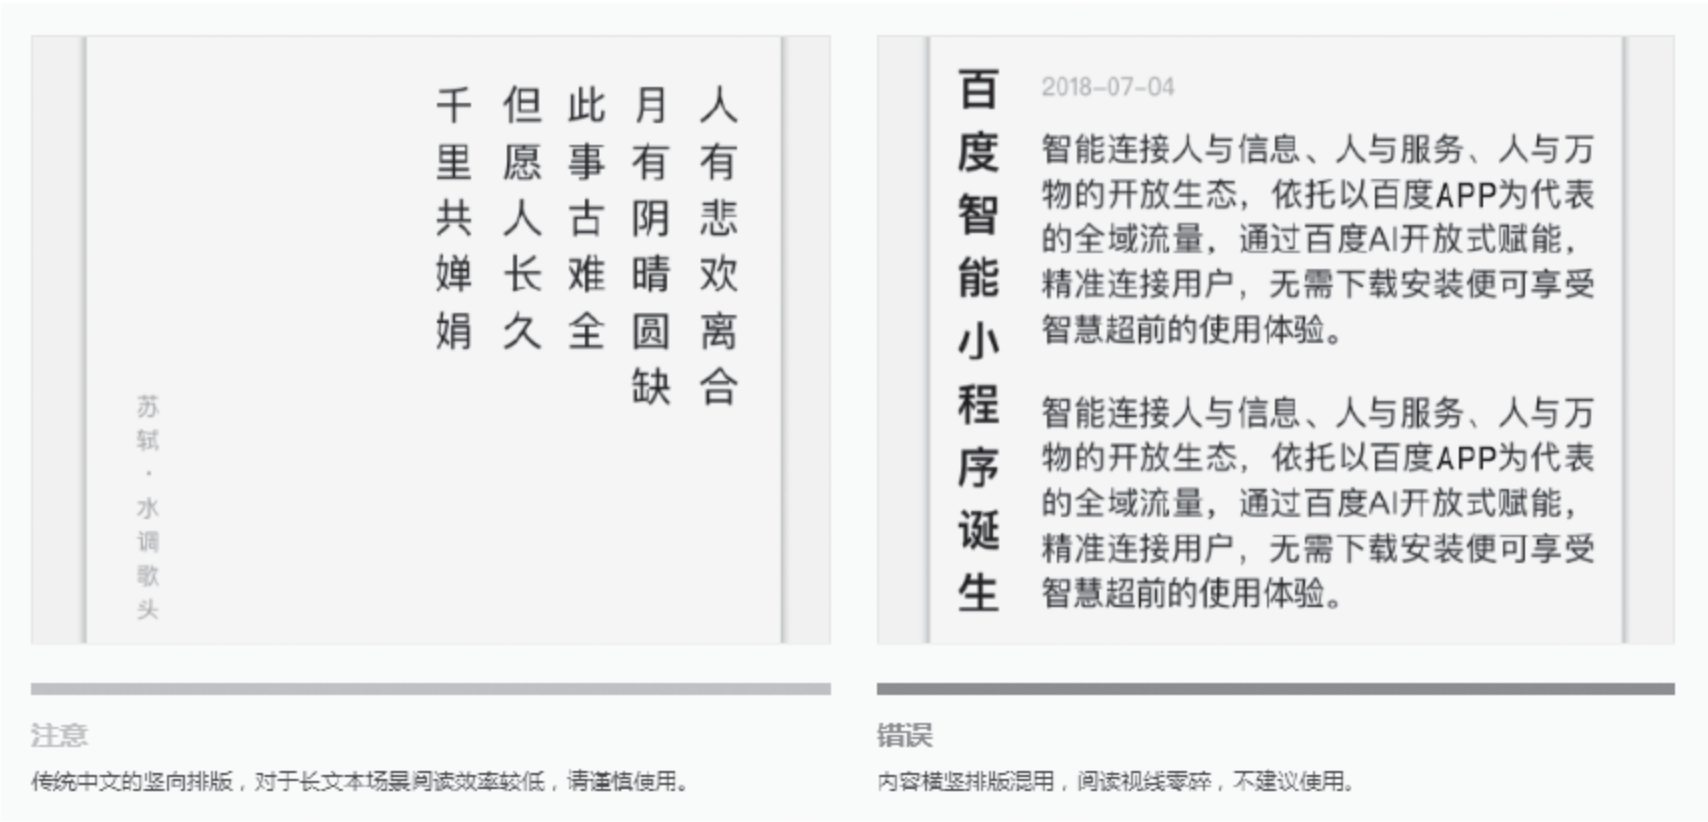 人有悲欢离合
月有阴晴圆缺
此事古难全
但愿人长久
千里共婵娟
苏轼·水调歌头
注意
传统中文的竖向排版，对于长文本场景阅读效率较低，请谨慎使用。
百度智能小程序诞生
2018-07-04
智能连接人与信息、人与服务、人与万
物的开放生态，依托以百度APP为代表
的全域流量，通过百度AI开放式赋能，
精准连接用户，无需下载安装便可享受
智慧超前的使用体验。
智能连接人与信息、人与服务、人与万
物的开放生态，依托以百度APP为代表
的全域流量，通过百度AI开放式赋能，
精准连接用户，无需下载安装便可享受
智慧超前的使用体验。
错误
内容横竖排版混用，阅读视线零碎，不建议使用。